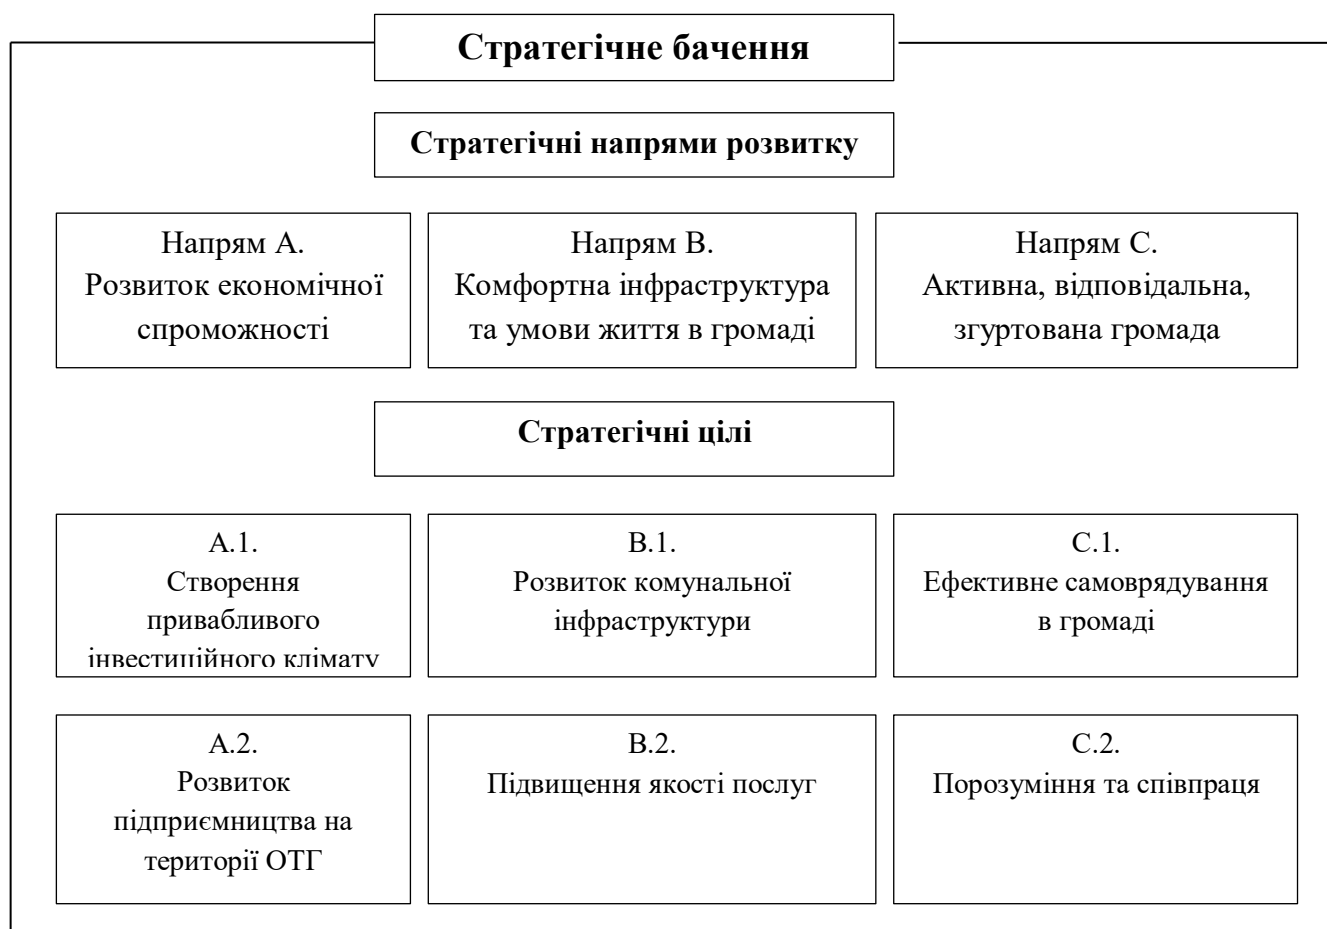 Стратегічне бачення
Стратегічні напрями розвитку
Напрям А.
Розвиток економічної
спроможності
Напрям В.
Комфортна інфраструктура
та умови життя в громаді
Напрям С.
Активна, відповідальна,
згуртована громада
Стратегічні цілі
А.1.
Створення
привабливого
інвестиційного клімату
В.1.
Розвиток комунальної
інфраструктури
С.1.
Ефективне самоврядування
в громаді
А.2.
Розвиток
підприємництва на
території ОТГ
В.2.
Підвищення якості послуг
С.2.
Порозуміння та співпраця